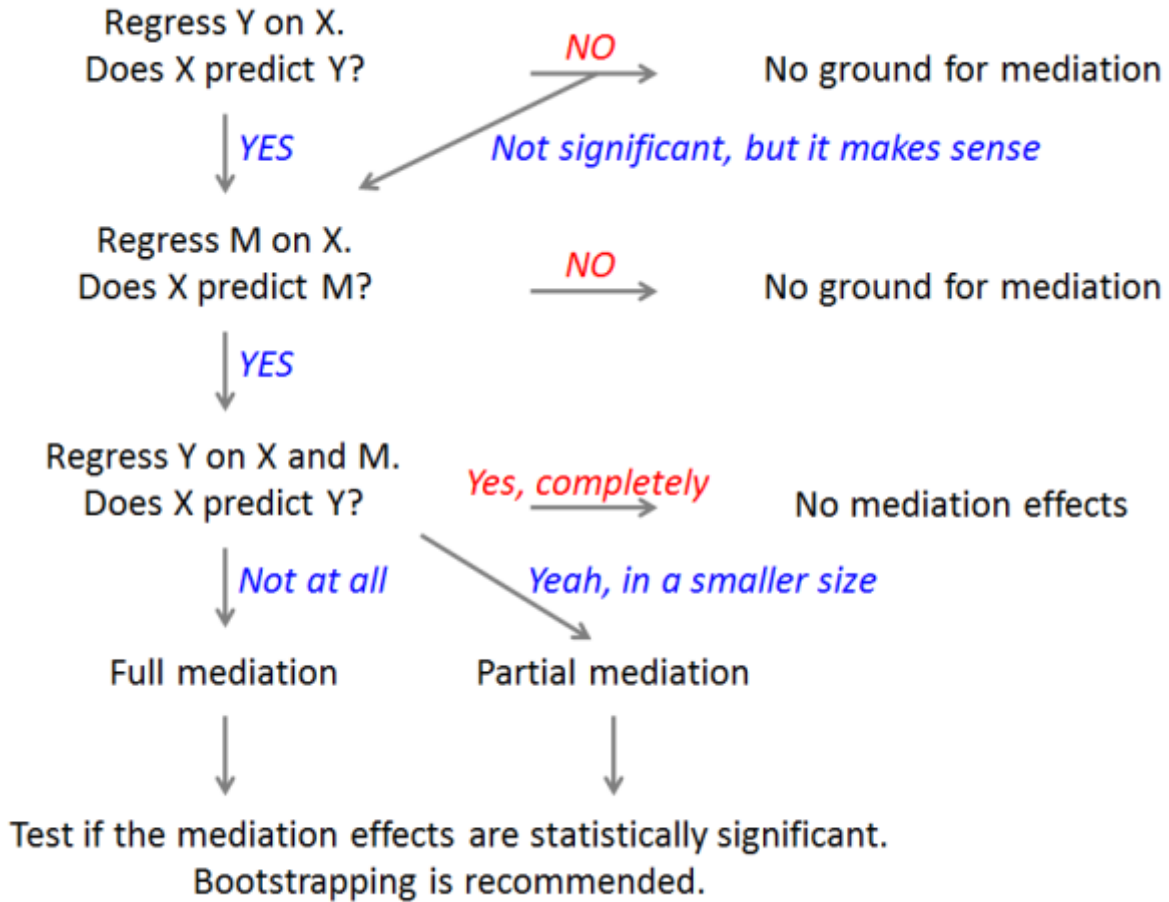 Regress Y on X.
Does X predict Y?
NO
No ground for mediation
YES
Not significant, but it makes sense
Regress M on X.
Does X predict M?
NO
No ground for mediation
YES
Regress Y on X and M.
Does X predict Y?
Yes, completely
No mediation effects
Not at all
Yeah, in a smaller size
Full mediation
Partial mediation
Test if the mediation effects are statistically significant.
Bootstrapping is recommended.